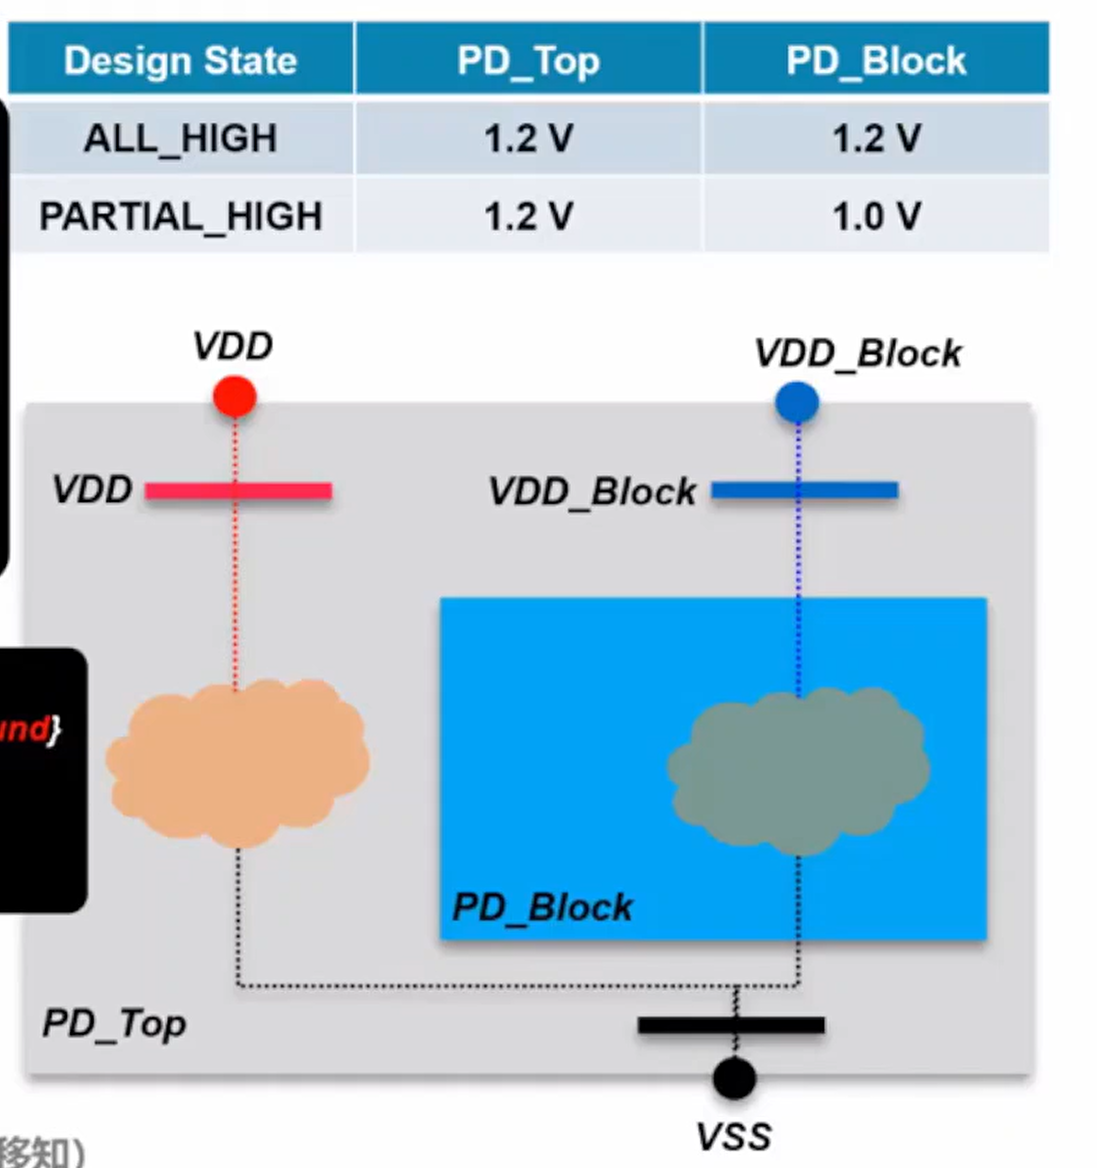 Design State PD_Top PD_Block
ALL_HIGH 1.2 V 1.2 V
PARTIAL_HIGH 1.2 V 1.0 V
VDD VDD_Block
VDD VDD_Block
und}
PD_Block
PD_Top
VSS
移知)